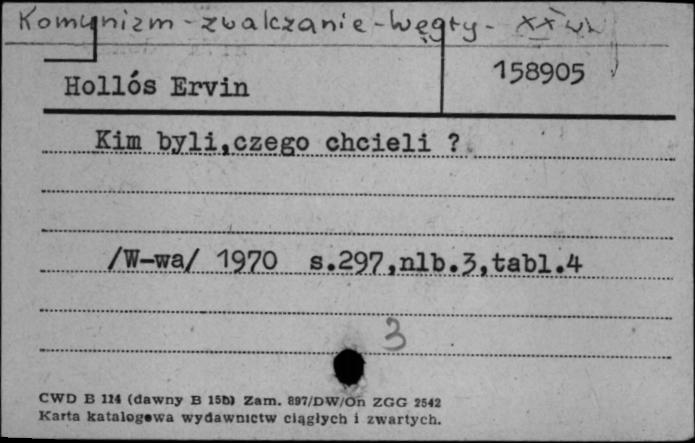 Komunizm - zwalczanie - Węgry - XX w
Hollós Ervin
158905
Kim byli,czego chcieli ?
/W-wa/ 1970 s.297,nlb.3,tabl.4
3
CWD B 114 (dawny B 15b) Zam. 897/DW/On ZGG 2542
Karta katalogowa wydawnictw ciągłych i zwartych.